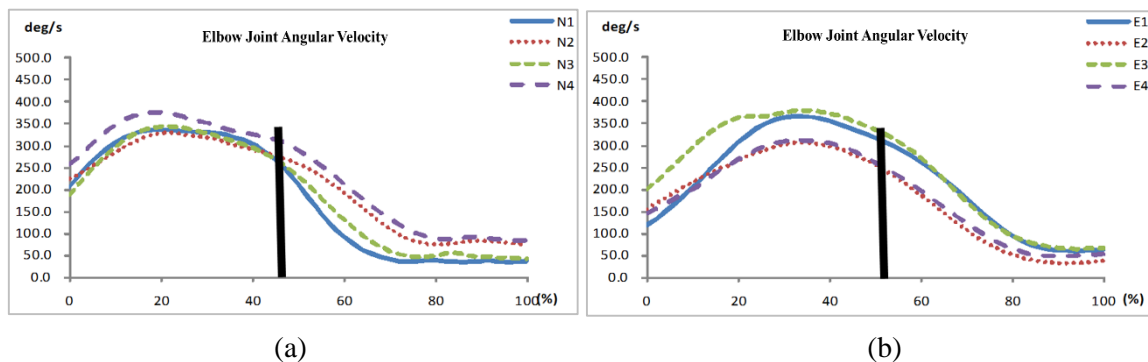 deg/s
Elbow Joint Angular Velocity
N1
N2
N3
N4
500.0
450.0
400.0
350.0
300.0
250.0
200.0
150.0
100.0
50.0
0.0
0 20 40 60 80 100 (%)
(a)
deg/s
Elbow Joint Angular Velocity
E1
E2
E3
E4
500.0
450.0
400.0
350.0
300.0
250.0
200.0
150.0
100.0
50.0
0.0
0 20 40 60 80 100 (%)
(b)